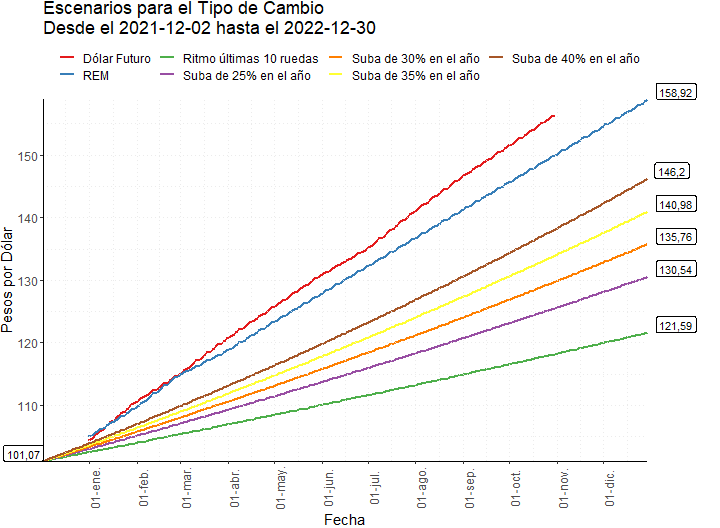 Escenarios para el Tipo de Cambio
Desde el 2021-12-02 hasta el 2022-12-30
Dólar Futuro
Ritmo últimas 10 ruedas
Suba de 30% en el año
Suba de 40% en el año
REM
Suba de 25% en el año
Suba de 35% en el año
158,92
150
146,2
140,98
140
135,76
130,54
130
121,59
120
110
101,07
Pesos por Dólar
01-ene.
01-feb.
01-mar.
01-abr.
01-may.
01-jun.
01-jul.
01-ago.
01-sep.
01-oct.
01-nov.
01-dic.
Fecha